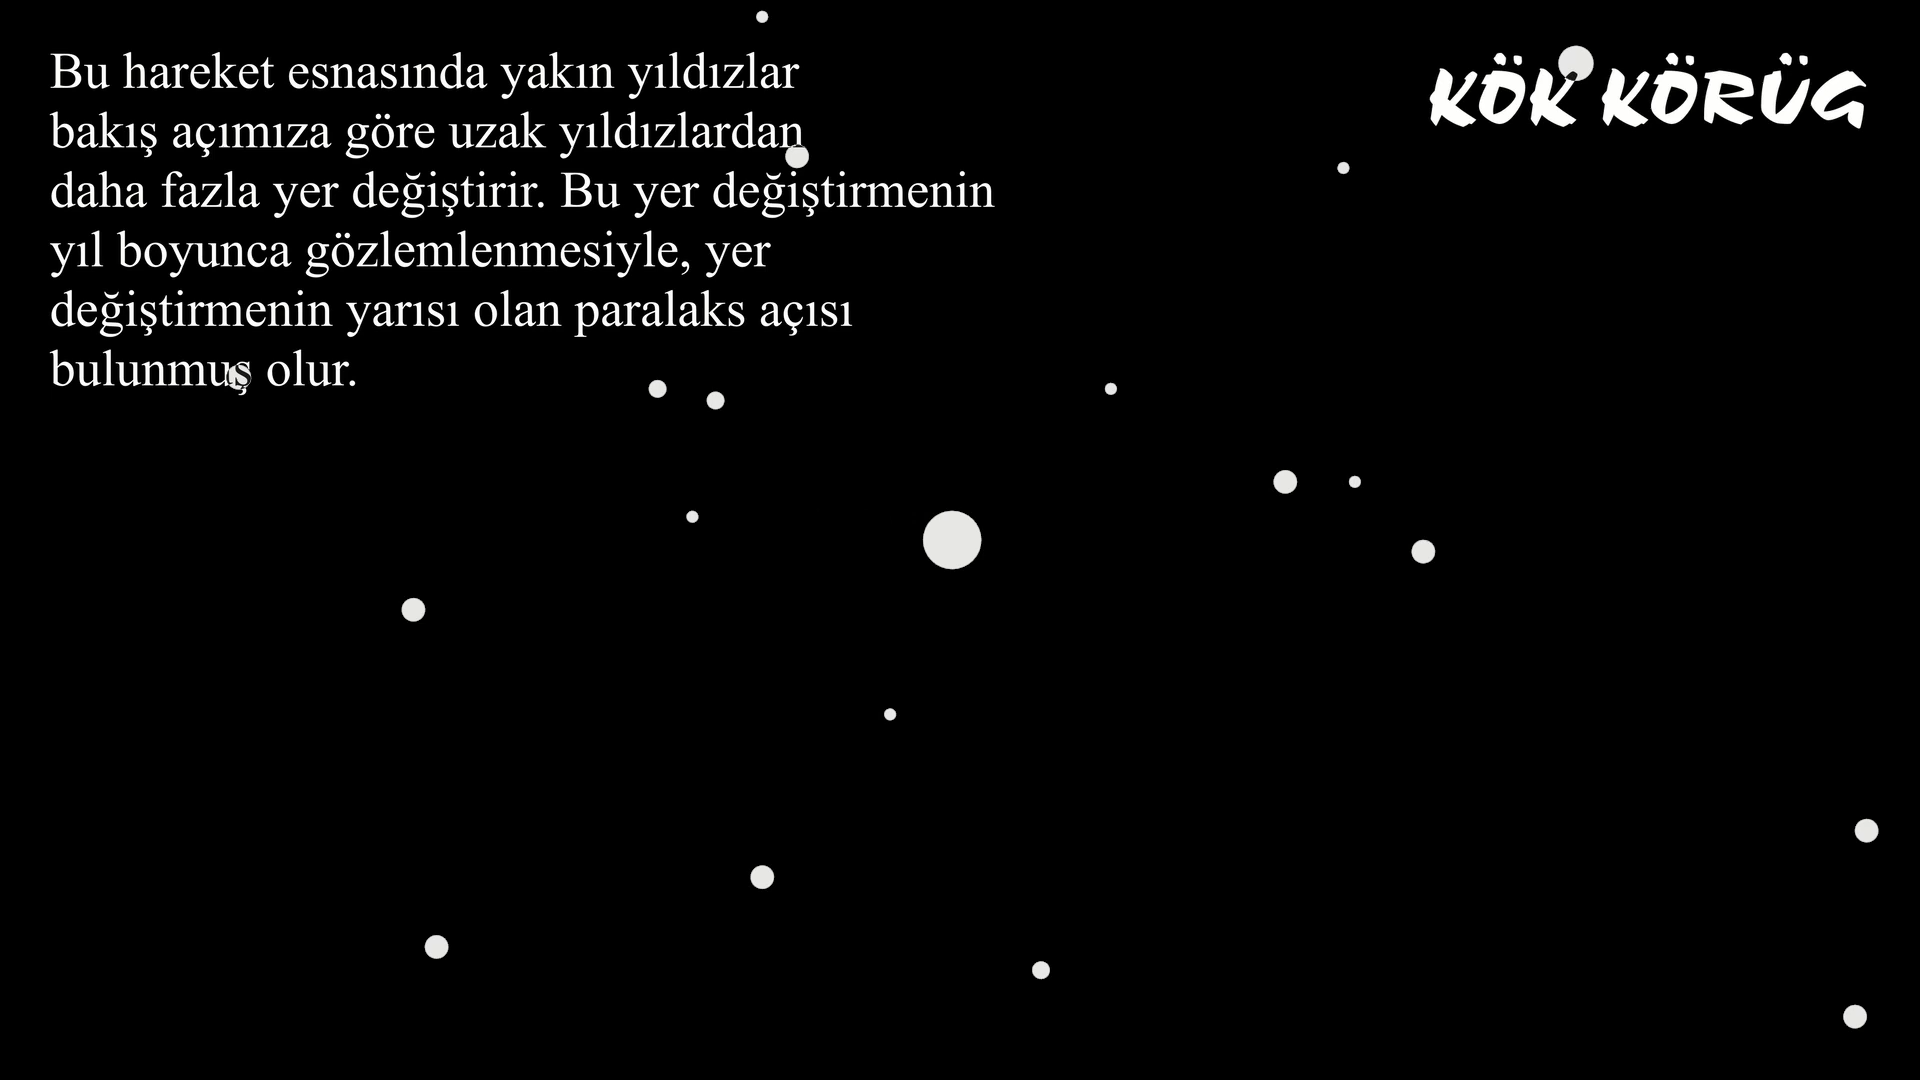 Bu hareket esnasında yakın yıldızlar
bakış açımıza göre uzak yıldızlardan
daha fazla yer değiştirir. Bu yer değiştirmenin
yıl boyunca gözlemlenmesiyle, yer
değiştirmenin yarısı olan paralaks açısı
bulunmuş olur.
KÖK KÖRÜG